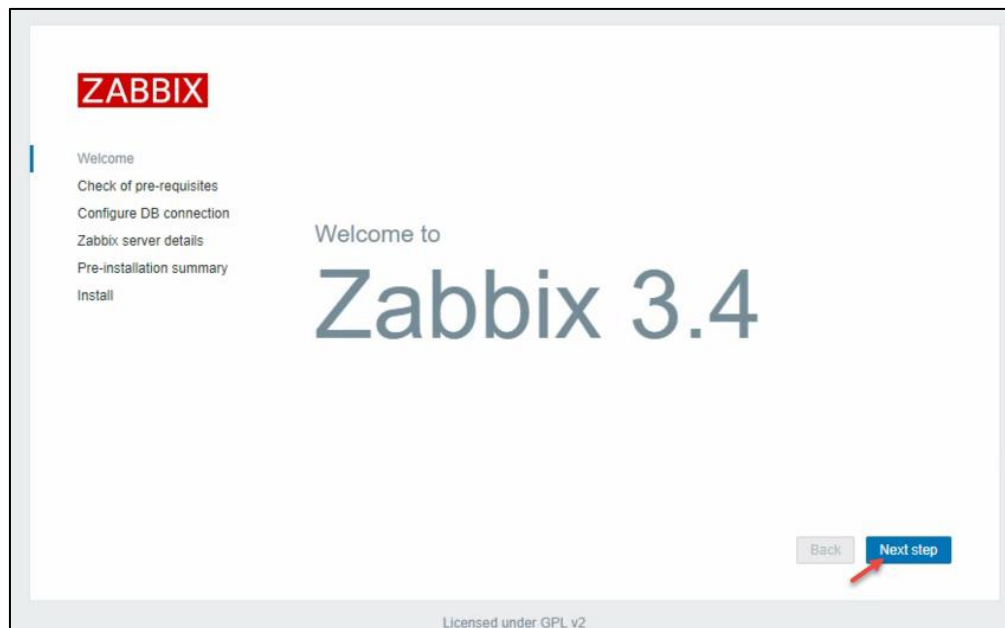 ZABBIX
Welcome
Check of pre-requisites
Configure DB connection
Zabbix server details
Pre-installation summary
Install
Welcome to
Zabbix 3.4
Back
Next step
Licensed under GPL v2